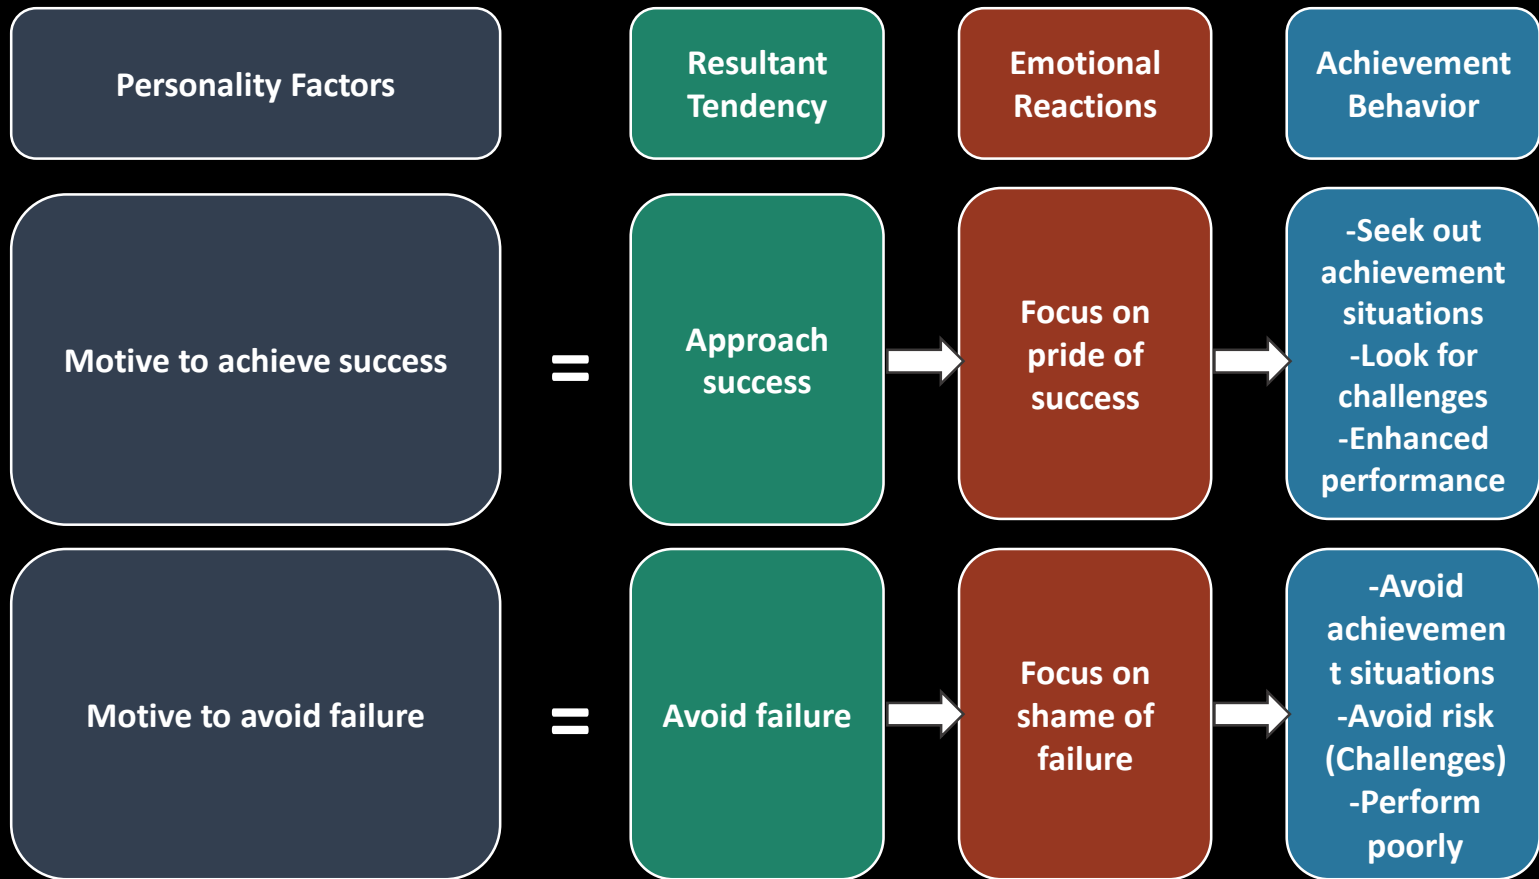 Personality Factors
Resultant
Tendency
Emotional
Reactions
Achievement
Behavior
Motive to achieve success
=
Approach
success
Focus on
pride of
success
-Seek out
achievement
situations
-Look for
challenges
-Enhanced
performance
Motive to avoid failure
=
Avoid failure
Focus on
shame of
failure
-Avoid
achievemen
t situations
-Avoid risk
(Challenges)
-Perform
poorly